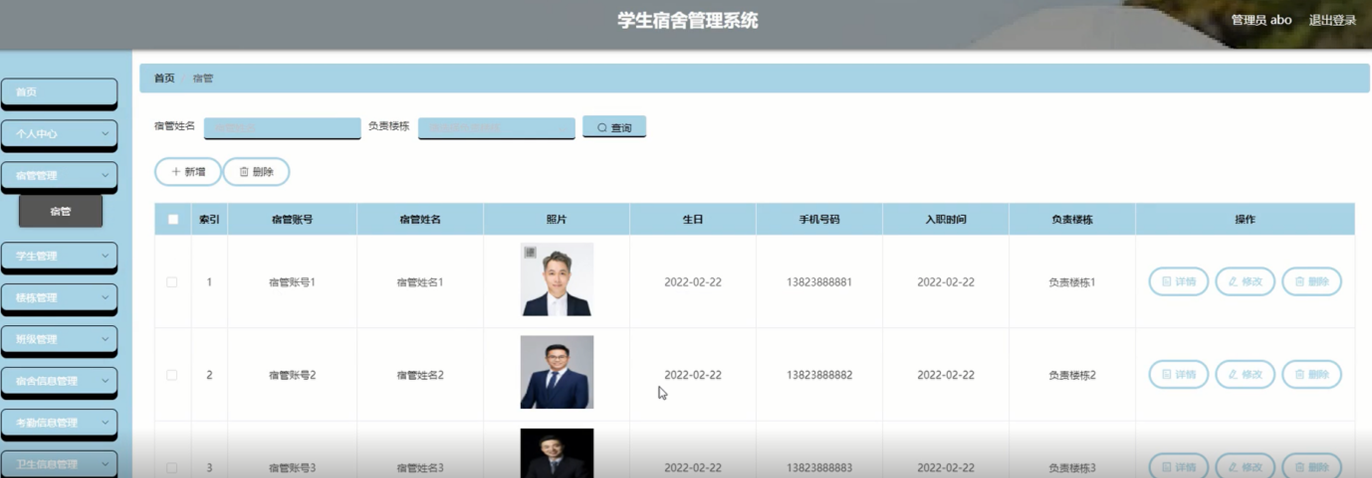 学生宿舍管理系统
管理员 abo 退出登录
首页 宿管
首页
个人中心
宿管管理
宿管
学生管理
楼栋管理
班级管理
宿舍信息管理
考勤信息管理
卫生信息管理
宿管姓名 负责楼栋 查询
新增 删除
索引 宿管账号 宿管姓名 照片 生日 手机号码 入职时间 负责楼栋 操作
1 宿管账号1 宿管姓名1 2022-02-22 13823888881 2022-02-22 负责楼栋1 详情 修改 删除
2 宿管账号2 宿管姓名2 2022-02-22 13823888882 2022-02-22 负责楼栋2 详情 修改 删除
3 宿管账号3 宿管姓名3 2022-02-22 13823888883 2022-02-22 负责楼栋3 详情 修改 删除